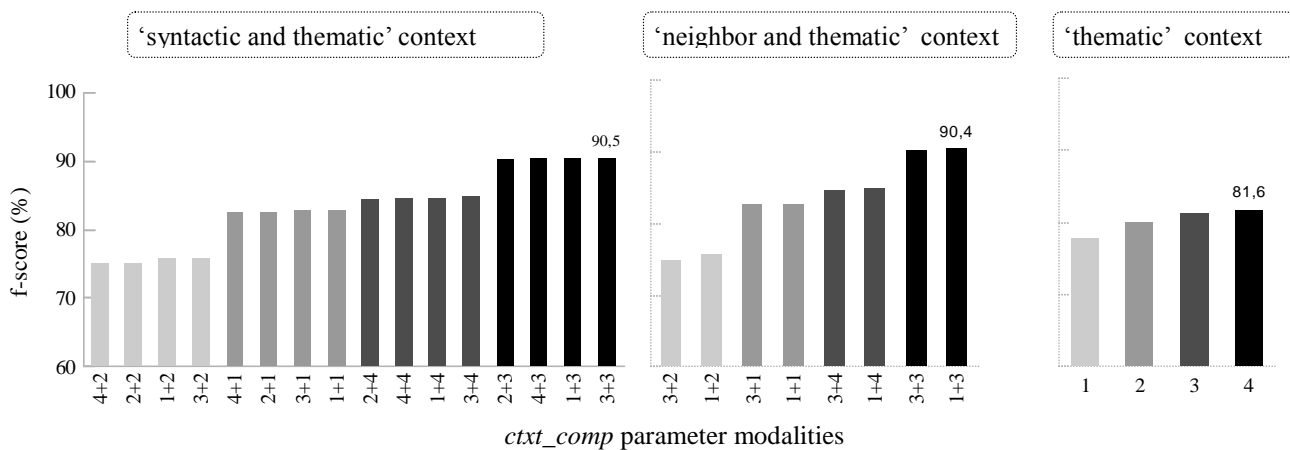 ‘syntactic and thematic’ context
‘neighbor and thematic’ context
‘thematic’ context
f-score (%)
100
90
80
70
60
90,5
90,4
81,6
4+2 2+2 1+2 3+2 4+1 2+1 3+1 1+1 2+4 4+4 1+4 3+4 2+3 4+3 1+3 3+3
3+2 1+2 3+1 1+1 3+4 1+4 3+3 1+3
1 2 3 4
ctxt_comp parameter modalities